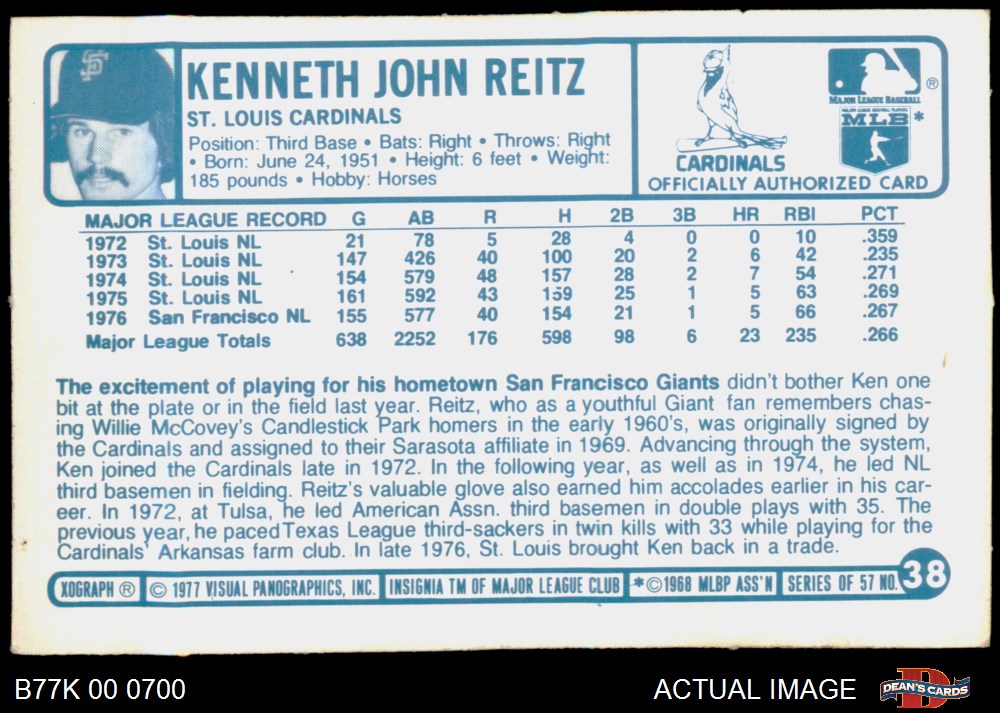 SF
KENNETH JOHN REITZ
ST. LOUIS CARDINALS
Position: Third Base • Bats: Right • Throws: Right
• Born: June 24, 1951 • Height: 6 feet • Weight:
185 pounds • Hobby: Horses
CARDINALS
OFFICIALLY AUTHORIZED CARD
MAJOR LEAGUE BASEBALL ®
MAJOR LEAGUE BASEBALL PLAYERS
MLB *
MAJOR LEAGUE RECORD G AB R H 2B 3B HR RBI PCT
1972 St. Louis NL 21 78 5 28 4 0 0 10 .359
1973 St. Louis NL 147 426 40 100 20 2 6 42 .235
1974 St. Louis NL 154 579 48 157 28 2 7 54 .271
1975 St. Louis NL 161 592 43 159 25 1 5 63 .269
1976 San Francisco NL 155 577 40 154 21 1 5 66 .267
Major League Totals 638 2252 176 598 98 6 23 235 .266
The excitement of playing for his hometown San Francisco Giants didn't bother Ken one
bit at the plate or in the field last year. Reitz, who as a youthful Giant fan remembers chas-
ing Willie McCovey's Candlestick Park homers in the early 1960's, was originally signed by
the Cardinals and assigned to their Sarasota affiliate in 1969. Advancing through the system,
Ken joined the Cardinals late in 1972. In the following year, as well as in 1974, he led NL
third basemen in fielding. Reitz's valuable glove also earned him accolades earlier in his car-
eer. In 1972, at Tulsa, he led American Assn. third basemen in double plays with 35. The
previous year, he paced Texas League third-sackers in twin kills with 33 while playing for the
Cardinals' Arkansas farm club. In late 1976, St. Louis brought Ken back in a trade.
XOGRAPH ® © 1977 VISUAL PANOGRAPHICS, INC. INSIGNIA TM OF MAJOR LEAGUE CLUB *©1968 MLBP ASS'N SERIES OF 57 NO. 38
B77K 00 0700
ACTUAL IMAGE
D
DEAN'S CARDS